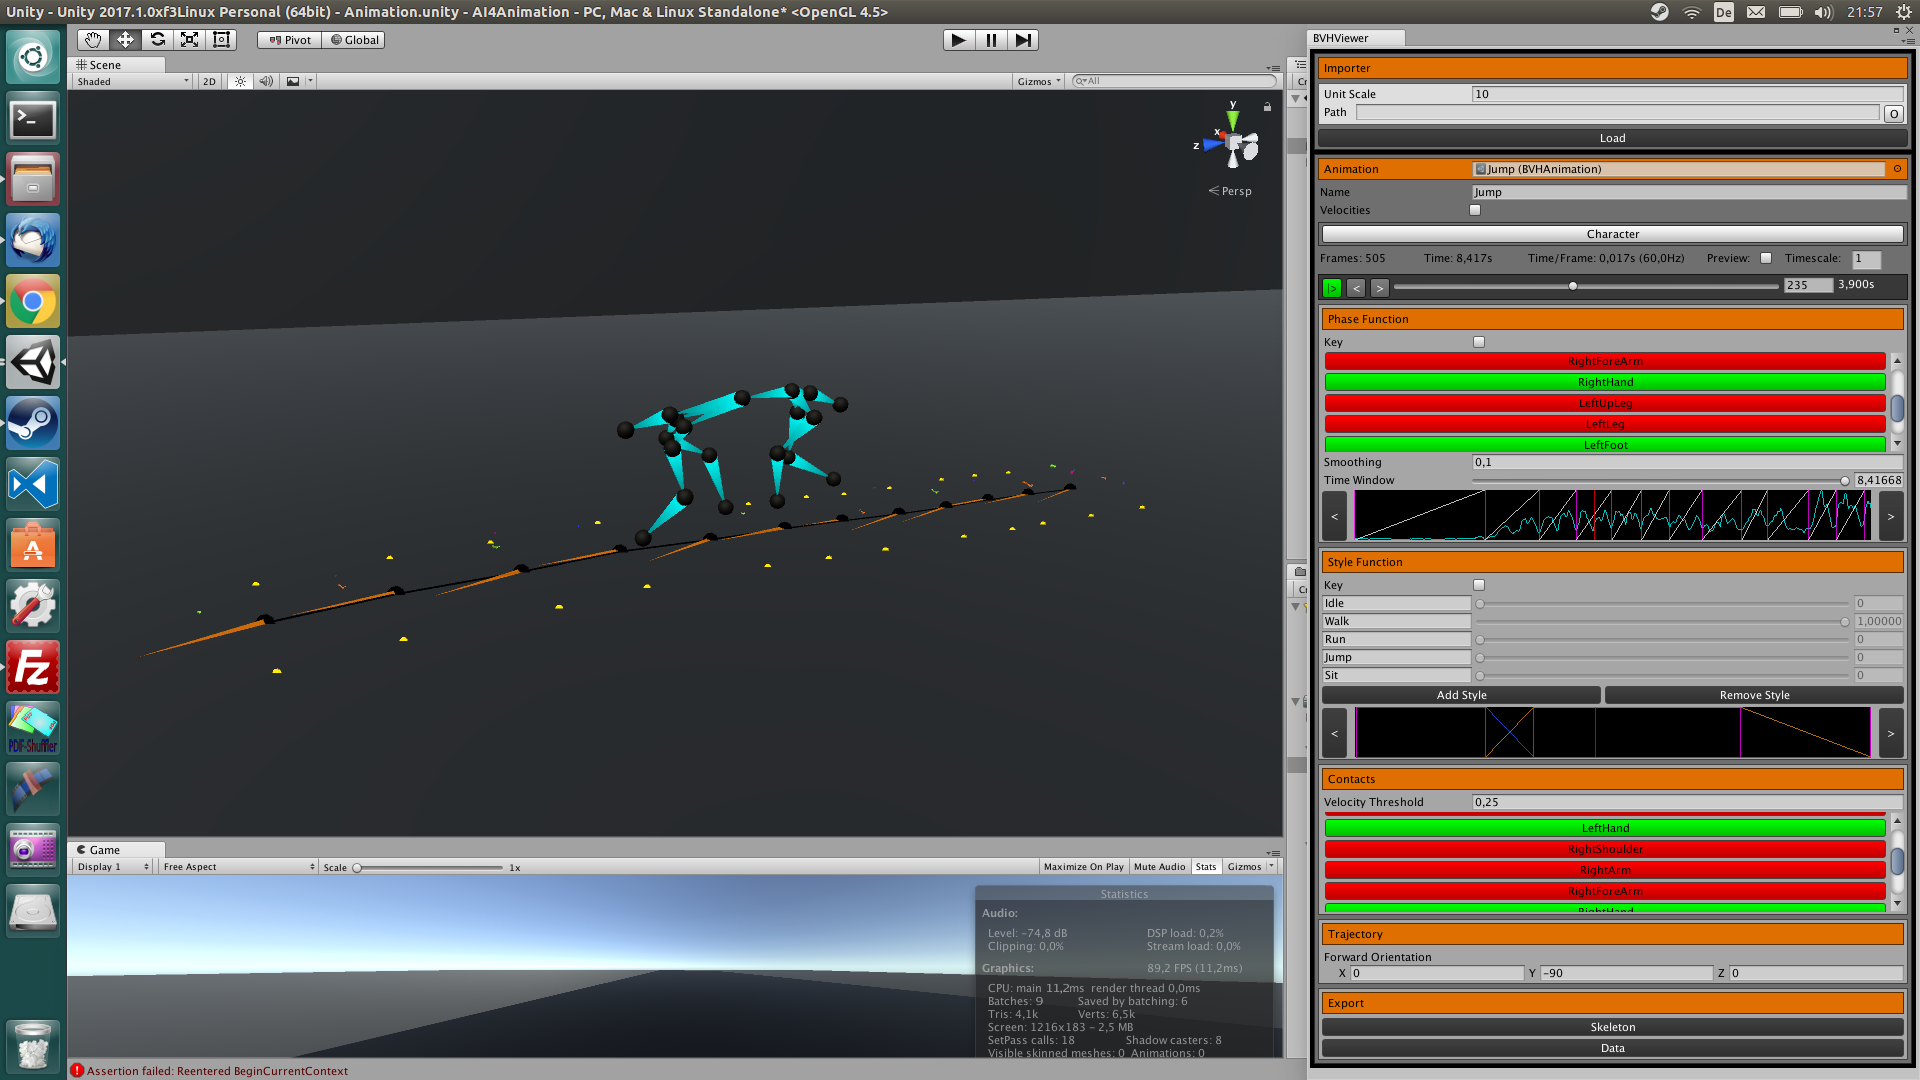 Unity - Unity 2017.1.0xf3Linux Personal (64bit) - Animation.unity - AI4Animation - PC, Mac & Linux Standalone* <OpenGL 4.5>
De
21:57
Pivot
Global
Scene
Shaded
2D
Gizmos
All
y
x
z
Persp
PDF-Shuffler
Game
Display 1
Free Aspect
Scale
1x
Maximize On Play
Mute Audio
Stats
Gizmos
Statistics
Audio:
Level: -74,8 dB
DSP load: 0,2%
Clipping: 0,0%
Stream load: 0,0%
Graphics:
89,2 FPS (11,2ms)
CPU: main 11,2ms render thread 0,0ms
Batches: 9
Saved by batching: 6
Tris: 4,1k
Verts: 6,5k
Screen: 1216x183 - 2,5 MB
SetPass calls: 18
Shadow casters: 8
Visible skinned meshes: 0 Animations: 0
Assertion failed: Reentered BeginCurrentContext
BVHViewer
Importer
Unit Scale
10
Path
O
Load
Animation
Jump (BVHAnimation)
Name
Jump
Velocities
Character
Frames: 505
Time: 8,417s
Time/Frame: 0,017s (60,0Hz)
Preview:
Timescale:
1
|>
<
>
235
3,900s
Phase Function
Key
RightForeArm
RightHand
LeftUpLeg
LeftLeg
LeftFoot
Smoothing
0,1
Time Window
8,41668
<
>
Style Function
Key
Idle
0
Walk
1,00000
Run
0
Jump
0
Sit
0
Add Style
Remove Style
<
>
Contacts
Velocity Threshold
0,25
LeftHand
RightShoulder
RightArm
RightForeArm
RightHand
Trajectory
Forward Orientation
X
0
Y
-90
Z
0
Export
Skeleton
Data